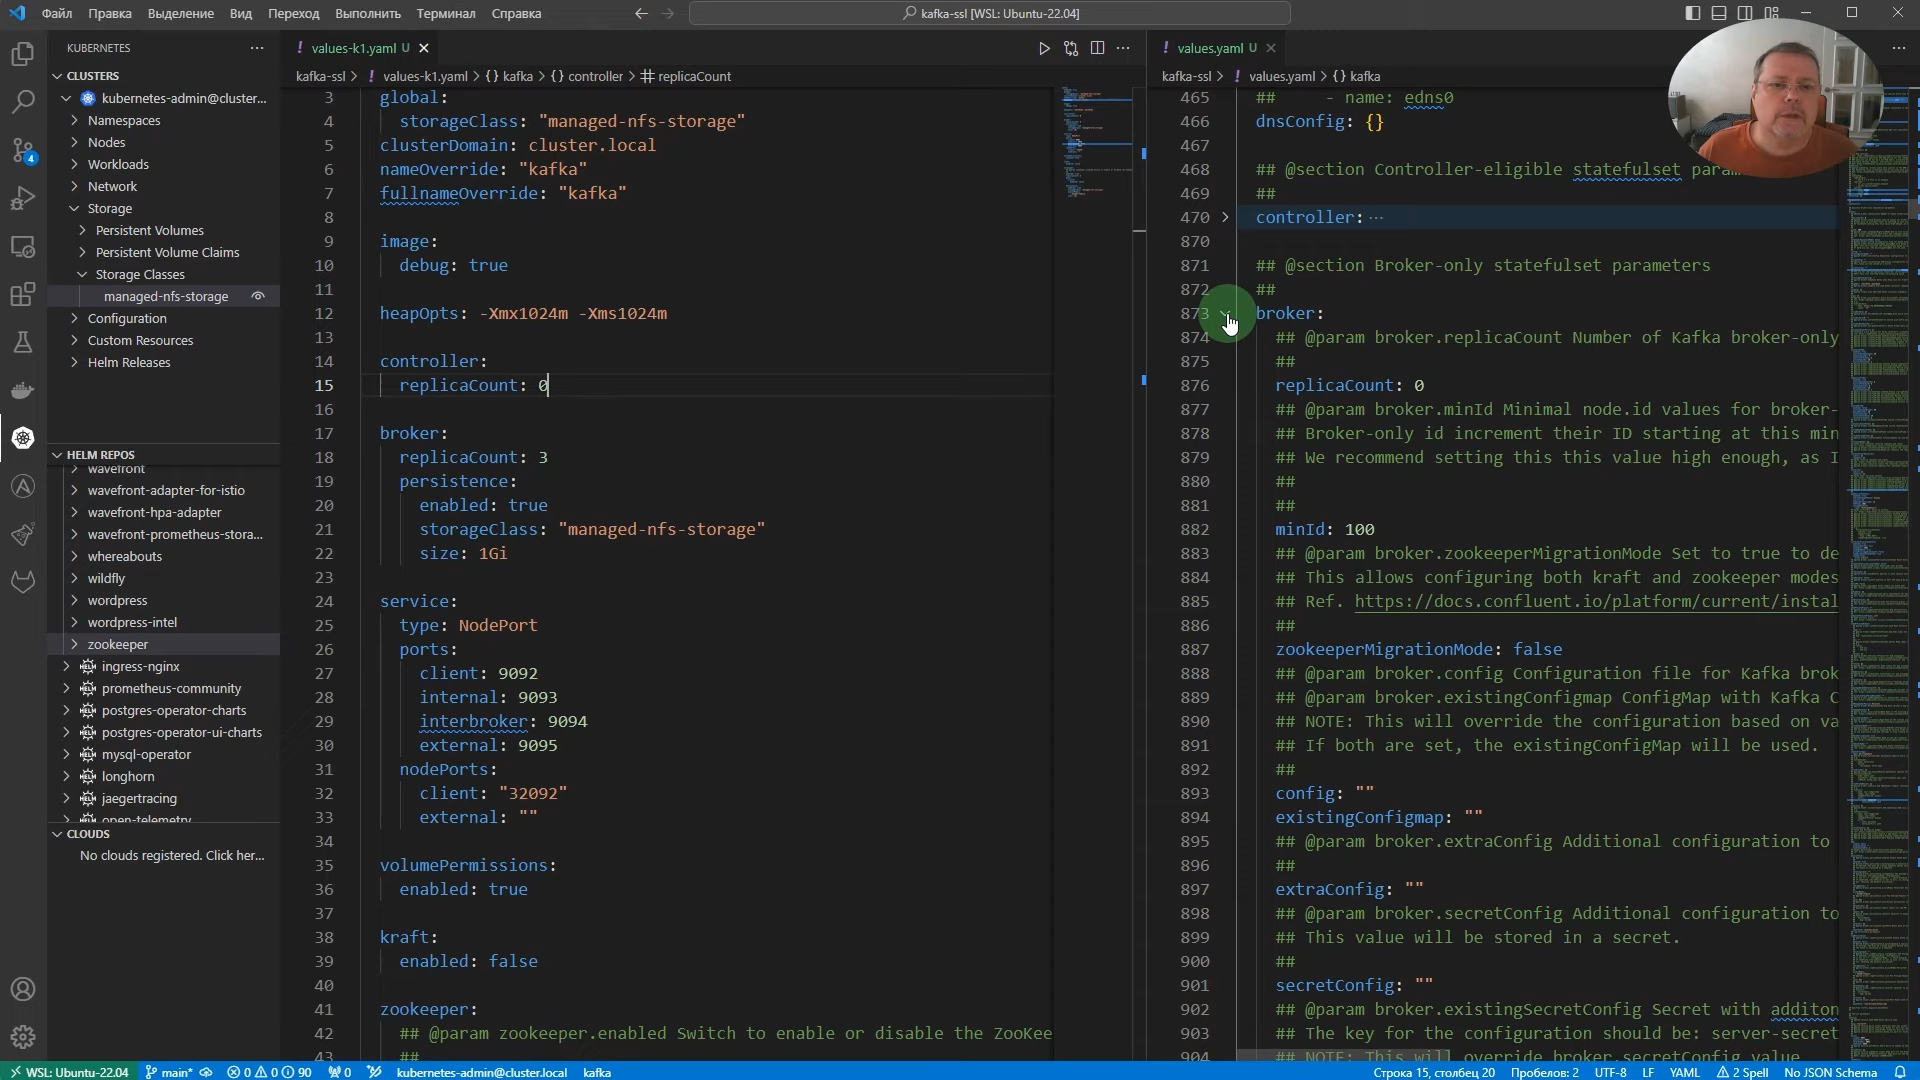 Файл Правка Выделение Вид Переход Выполнить Терминал Справка
kafka-ssl [WSL: Ubuntu-22.04]
KUBERNETES
CLUSTERS
kubernetes-admin@cluster...
Namespaces
Nodes
Workloads
Network
Storage
Persistent Volumes
Persistent Volume Claims
Storage Classes
managed-nfs-storage
Configuration
Custom Resources
Helm Releases
HELM REPOS
wavefront
wavefront-adapter-for-istio
wavefront-hpa-adapter
wavefront-prometheus-stora...
whereabouts
wildfly
wordpress
wordpress-intel
zookeeper
ingress-nginx
prometheus-community
postgres-operator-charts
postgres-operator-ui-charts
mysql-operator
longhorn
jaegertracing
open-telemetry
CLOUDS
No clouds registered. Click her...
4
! values-k1.yaml U
kafka-ssl > ! values-k1.yaml > {} kafka > {} controller > replicaCount
3 global:
4 storageClass: "managed-nfs-storage"
5 clusterDomain: cluster.local
6 nameOverride: "kafka"
7 fullnameOverride: "kafka"
8
9 image:
10 debug: true
11
12 heapOpts: -Xmx1024m -Xms1024m
13
14 controller:
15 replicaCount: 0
16
17 broker:
18 replicaCount: 3
19 persistence:
20 enabled: true
21 storageClass: "managed-nfs-storage"
22 size: 1Gi
23
24 service:
25 type: NodePort
26 ports:
27 client: 9092
28 internal: 9093
29 interbroker: 9094
30 external: 9095
31 nodePorts:
32 client: "32092"
33 external: ""
34
35 volumePermissions:
36 enabled: true
37
38 kraft:
39 enabled: false
40
41 zookeeper:
42 ## @param zookeeper.enabled Switch to enable or disable the ZooKee
43 ##
! values.yaml U
kafka-ssl > ! values.yaml > {} kafka
465 ## - name: edns0
466 dnsConfig: {}
467
468 ## @section Controller-eligible statefulset para
469 ##
470 controller: ...
870
871 ## @section Broker-only statefulset parameters
872 ##
873 broker:
874 ## @param broker.replicaCount Number of Kafka broker-only
875 ##
876 replicaCount: 0
877 ## @param broker.minId Minimal node.id values for broker-
878 ## Broker-only id increment their ID starting at this min
879 ## We recommend setting this this value high enough, as I
880 ##
881 ##
882 minId: 100
883 ## @param broker.zookeeperMigrationMode Set to true to de
884 ## This allows configuring both kraft and zookeeper modes
885 ## Ref. https://docs.confluent.io/platform/current/instal
886 ##
887 zookeeperMigrationMode: false
888 ## @param broker.config Configuration file for Kafka brok
889 ## @param broker.existingConfigmap ConfigMap with Kafka C
890 ## NOTE: This will override the configuration based on va
891 ## If both are set, the existingConfigMap will be used.
892 ##
893 config: ""
894 existingConfigmap: ""
895 ## @param broker.extraConfig Additional configuration to
896 ##
897 extraConfig: ""
898 ## @param broker.secretConfig Additional configuration to
899 ## This value will be stored in a secret.
900 ##
901 secretConfig: ""
902 ## @param broker.existingSecretConfig Secret with additon
903 ## The key for the configuration should be: server-secret
904 ## NOTE: This will override broker.secretConfig value
WSL: Ubuntu-22.04 main* 0 0 90 0 kubernetes-admin@cluster.local kafka Строка 15, столбец 20 Пробелов: 2 UTF-8 LF YAML 2 Spell No JSON Schema